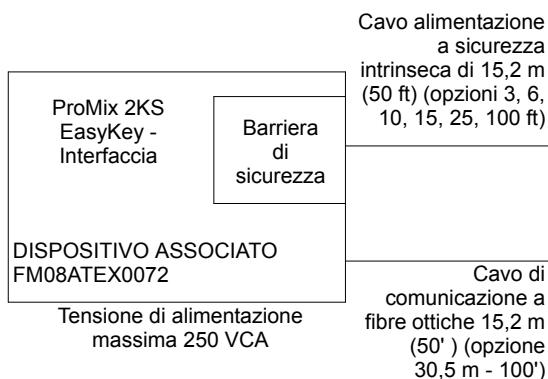 Cavo alimentazione
a sicurezza
intrinseca di 15,2 m
(50 ft) (opzioni 3, 6,
10, 15, 25, 100 ft)
ProMix 2KS
EasyKey -
Interfaccia
Barriera
di
sicurezza
DISPOSITIVO ASSOCIATO
FM08ATEX0072
Tensione di alimentazione
massima 250 VCA
Cavo di
comunicazione a
fibre ottiche 15,2 m
(50' ) (opzione
30,5 m - 100')